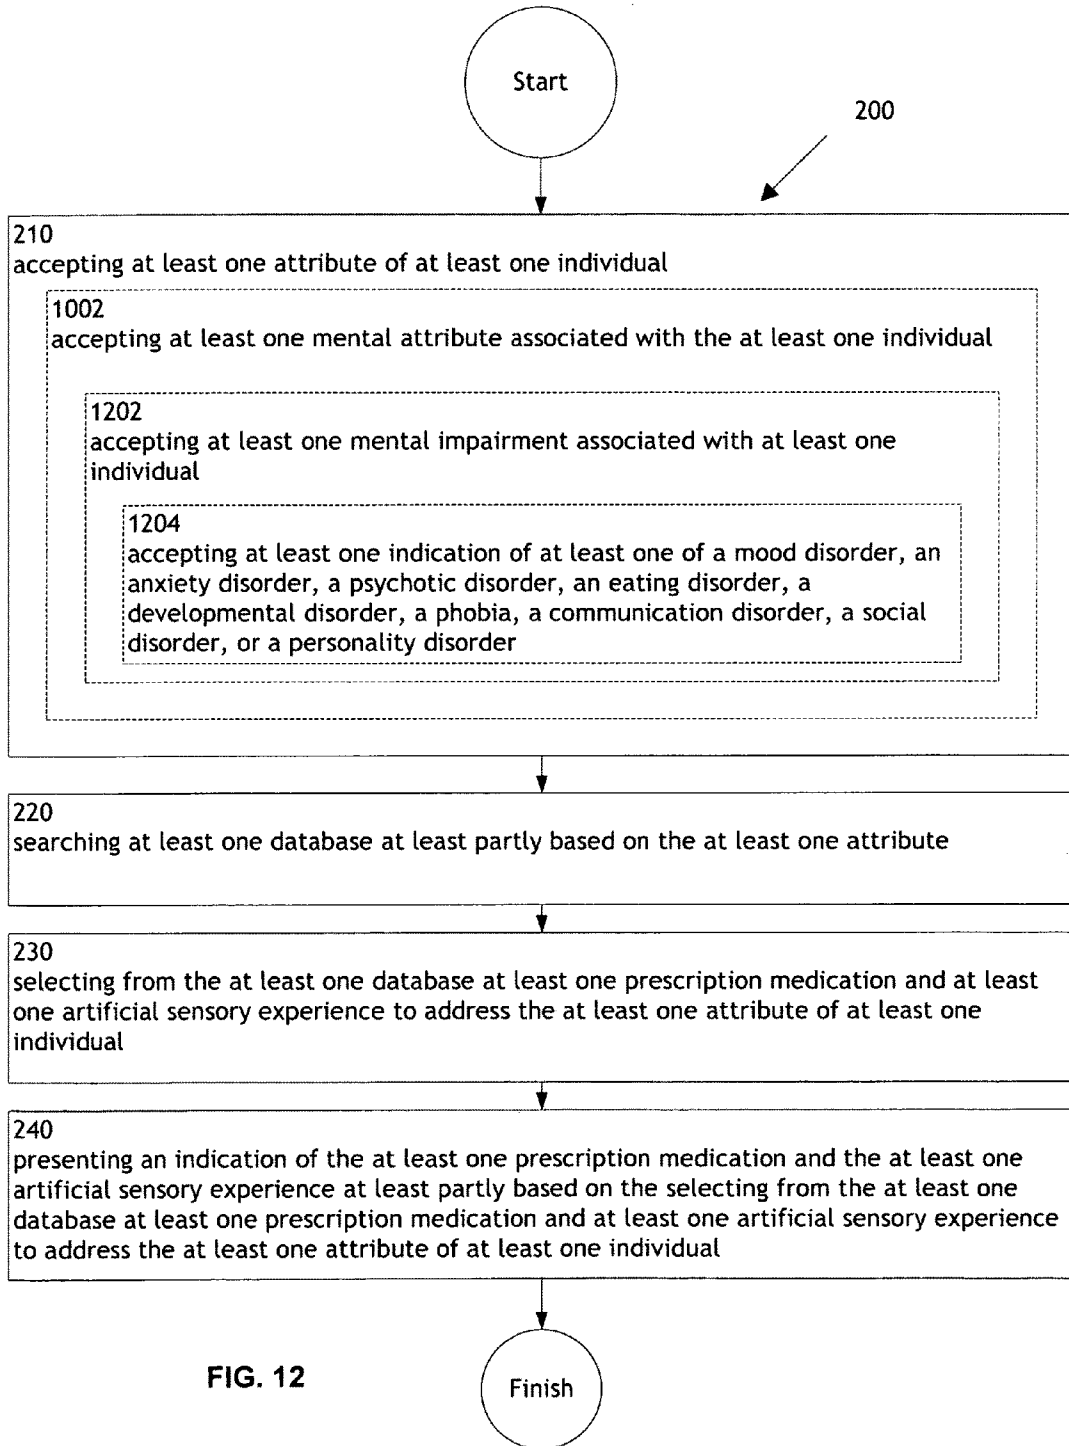 Start
200
210
accepting at least one attribute of at least one individual
1002
accepting at least one mental attribute associated with the at least one individual
1202
accepting at least one mental impairment associated with at least one
individual
1204
accepting at least one indication of at least one of a mood disorder, an
anxiety disorder, a psychotic disorder, an eating disorder, a
developmental disorder, a phobia, a communication disorder, a social
disorder, or a personality disorder
220
searching at least one database at least partly based on the at least one attribute
230
selecting from the at least one database at least one prescription medication and at least
one artificial sensory experience to address the at least one attribute of at least one
individual
240
presenting an indication of the at least one prescription medication and the at least one
artificial sensory experience at least partly based on the selecting from the at least one
database at least one prescription medication and at least one artificial sensory experience
to address the at least one attribute of at least one individual
FIG. 12
Finish